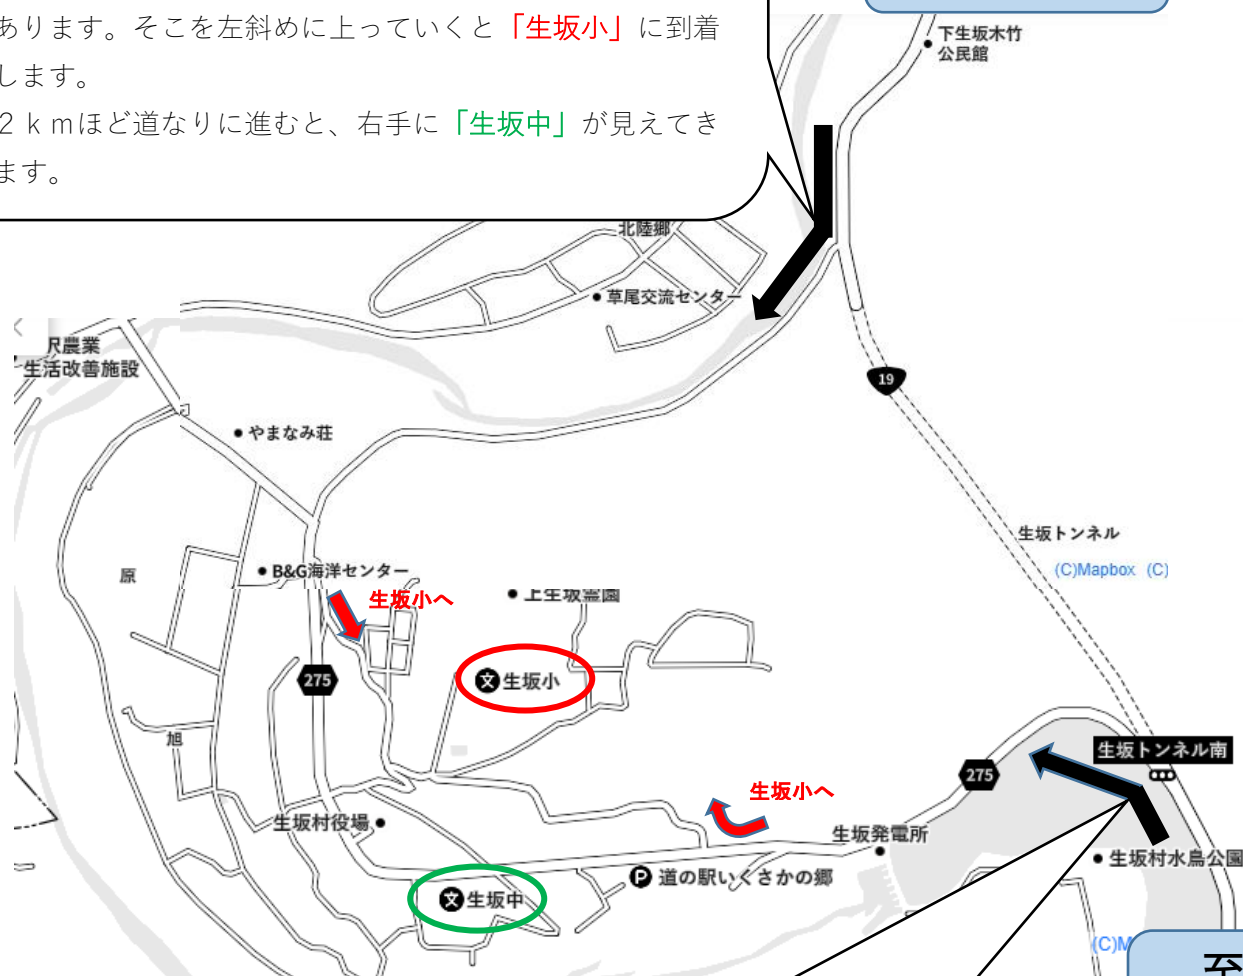 あります。そこを左斜めに上っていくと「生坂小」に到着
します。
２ｋｍほど道なりに進むと、右手に「生坂中」が見えてき
ます。
下生坂木竹
公民館
北陸郷
草尾交流センター
農業
生活改善施設
19
やまなみ荘
生坂トンネル
(C)Mapbox (C)
原
B&G海洋センター
生坂小へ
上生坂霊園
275
生坂小
旭
生坂トンネル南
275
生坂小へ
生坂村役場
生坂発電所
生坂村水鳥公園
P 道の駅いくさかの郷
文 生坂中
(C)M
至